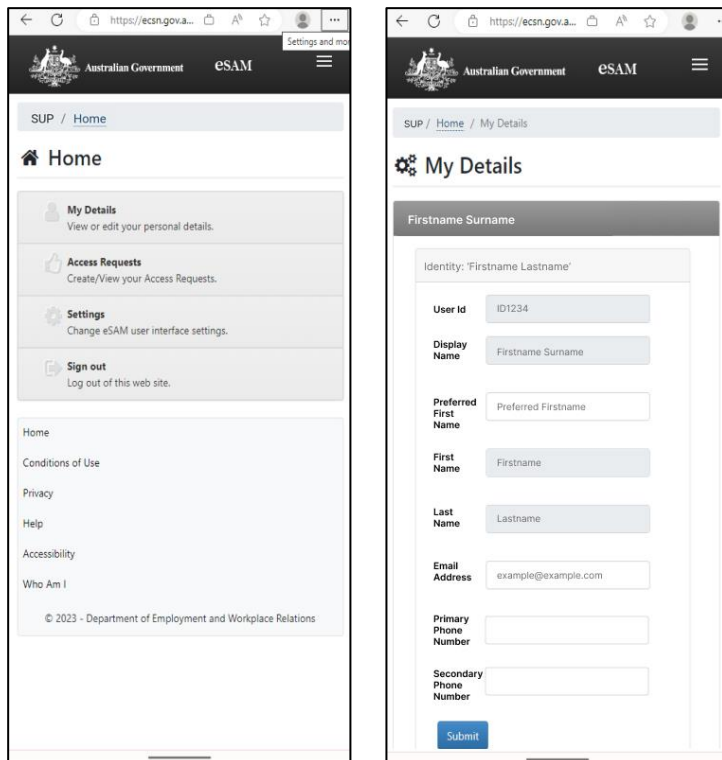 https://ecsn.gov.a...
Settings and mor
Australian Government eSAM
SUP / Home
Home
My Details
View or edit your personal details.
Access Requests
Create/View your Access Requests.
Settings
Change eSAM user interface settings.
Sign out
Log out of this web site.
Home
Conditions of Use
Privacy
Help
Accessibility
Who Am I
© 2023 - Department of Employment and Workplace Relations
https://ecsn.gov.a...
Australian Government eSAM
SUP / Home / My Details
My Details
Firstname Surname
Identity: 'Firstname Lastname'
User Id ID1234
Display
Name
Firstname Surname
Preferred
First
Name
Preferred Firstname
First
Name
Firstname
Last
Name
Lastname
Email
Address
example@example.com
Primary
Phone
Number
Secondary
Phone
Number
Submit